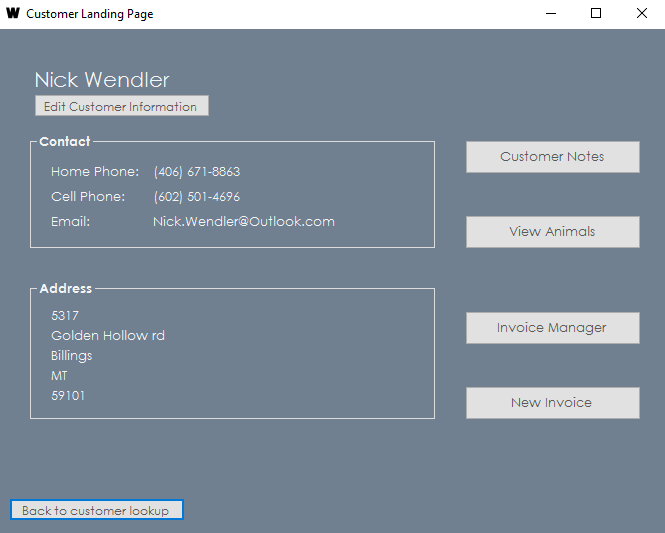 W Customer Landing Page
Nick Wendler
Edit Customer Information
Contact
Home Phone: (406) 671-8863
Cell Phone: (602) 501-4696
Email: Nick.Wendler@Outlook.com
Customer Notes
View Animals
Address
5317
Golden Hollow rd
Billings
MT
59101
Invoice Manager
New Invoice
Back to customer lookup